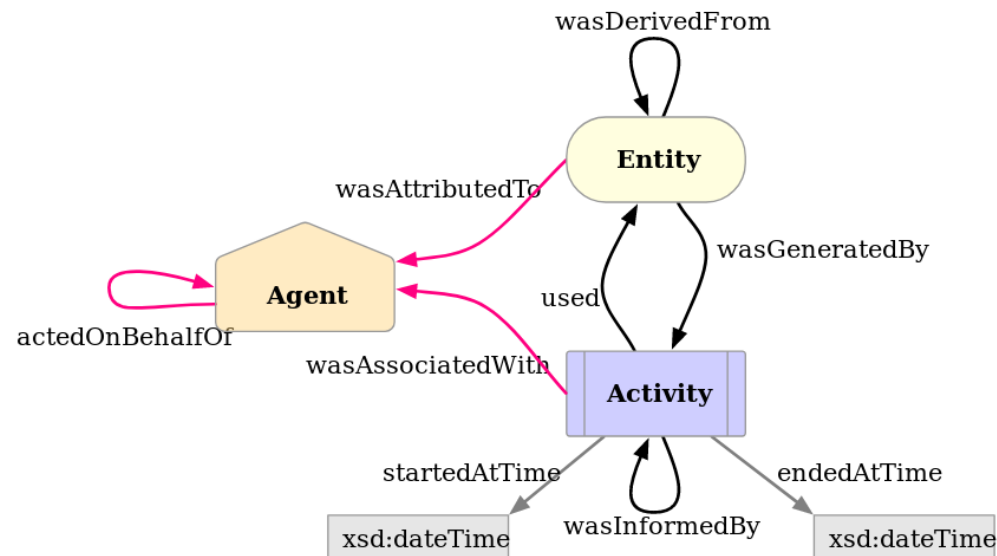 wasDerivedFrom
Entity
wasAttributedTo
wasGeneratedBy
Agent
used
actedOnBehalfOf
wasAssociatedWith
Activity
startedAtTime
endedAtTime
wasInformedBy
xsd:dateTime
xsd:dateTime